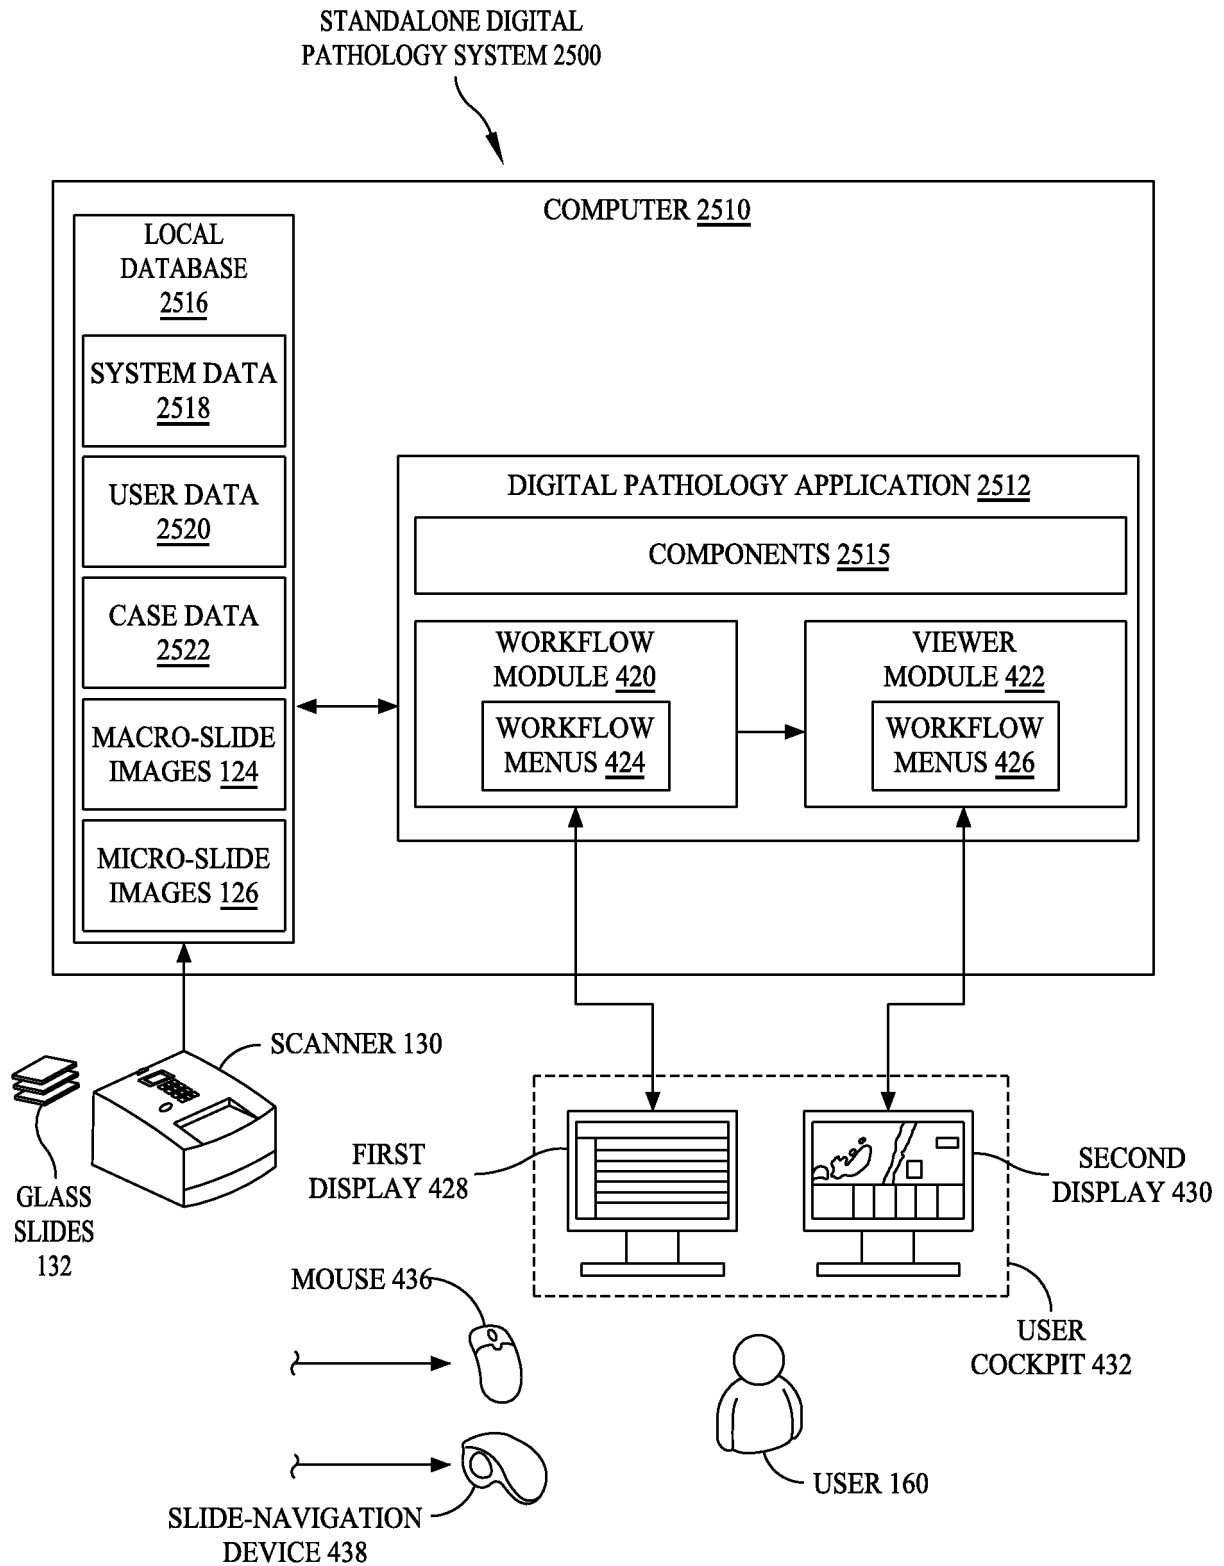 STANDALONE DIGITAL
PATHOLOGY SYSTEM 2500
COMPUTER 2510
LOCAL
DATABASE
2516
SYSTEM DATA
2518
USER DATA
2520
CASE DATA
2522
MACRO-SLIDE
IMAGES 124
MICRO-SLIDE
IMAGES 126
DIGITAL PATHOLOGY APPLICATION 2512
COMPONENTS 2515
WORKFLOW
MODULE 420
WORKFLOW
MENUS 424
VIEWER
MODULE 422
WORKFLOW
MENUS 426
SCANNER 130
GLASS
SLIDES
132
FIRST
DISPLAY 428
SECOND
DISPLAY 430
MOUSE 436
USER
COCKPIT 432
USER 160
SLIDE-NAVIGATION
DEVICE 438